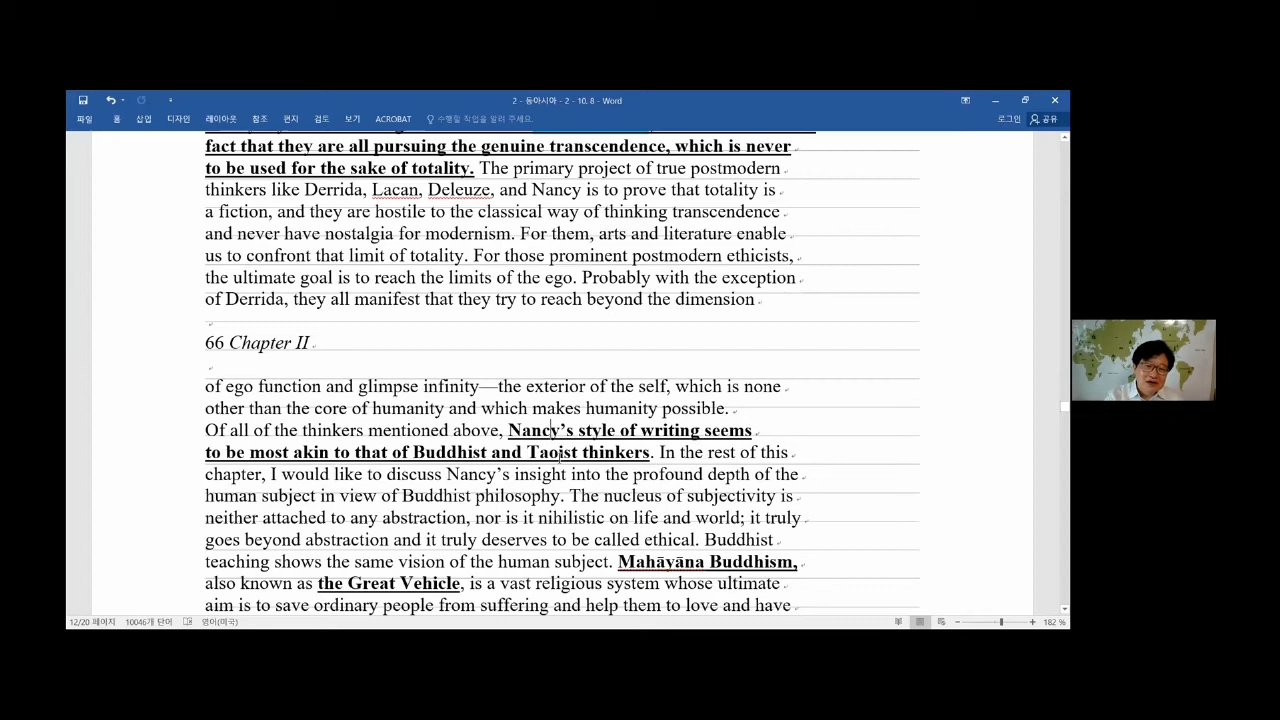 2 - 동아시아 - 2 - 10. 8 - Word
파일 홈 삽입 디자인 레이아웃 참조 편지 검토 보기 ACROBAT 수행할 작업을 알려 주세요. 로그인 공유
fact that they are all pursuing the genuine transcendence, which is never
to be used for the sake of totality. The primary project of true postmodern
thinkers like Derrida, Lacan, Deleuze, and Nancy is to prove that totality is
a fiction, and they are hostile to the classical way of thinking transcendence
and never have nostalgia for modernism. For them, arts and literature enable
us to confront that limit of totality. For those prominent postmodern ethicists,
the ultimate goal is to reach the limits of the ego. Probably with the exception
of Derrida, they all manifest that they try to reach beyond the dimension
66 Chapter II
of ego function and glimpse infinity—the exterior of the self, which is none
other than the core of humanity and which makes humanity possible.
Of all of the thinkers mentioned above, Nancy’s style of writing seems
to be most akin to that of Buddhist and Taoist thinkers. In the rest of this
chapter, I would like to discuss Nancy’s insight into the profound depth of the
human subject in view of Buddhist philosophy. The nucleus of subjectivity is
neither attached to any abstraction, nor is it nihilistic on life and world; it truly
goes beyond abstraction and it truly deserves to be called ethical. Buddhist
teaching shows the same vision of the human subject. Mahāyāna Buddhism,
also known as the Great Vehicle, is a vast religious system whose ultimate
aim is to save ordinary people from suffering and help them to love and have
12/20 페이지 10046개 단어 영어(미국) 182 %